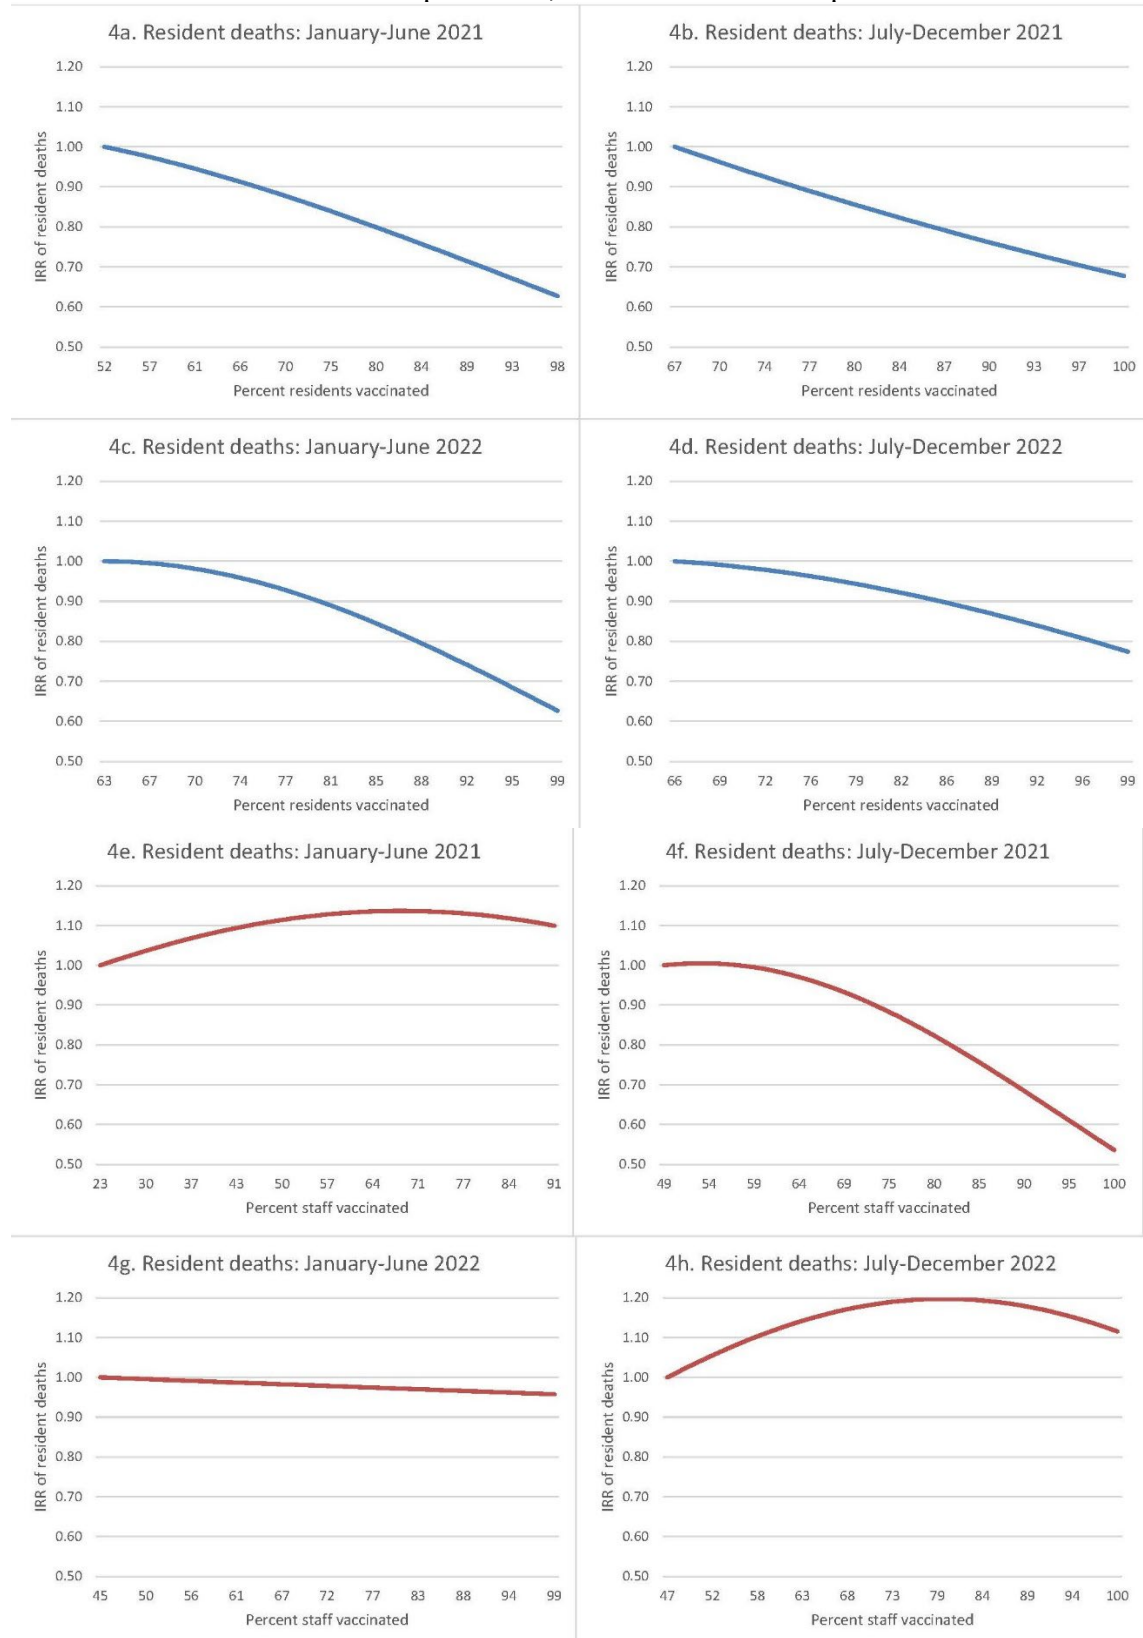 4a. Resident deaths: January-June 2021
1.20
1.10
1.00
0.90
0.80
0.70
0.60
0.50
IRR of resident deaths
52 57 61 66 70 75 80 84 89 93 98
Percent residents vaccinated
4b. Resident deaths: July-December 2021
1.20
1.10
1.00
0.90
0.80
0.70
0.60
0.50
IRR of resident deaths
67 70 74 77 80 84 87 90 93 97 100
Percent residents vaccinated
4c. Resident deaths: January-June 2022
1.20
1.10
1.00
0.90
0.80
0.70
0.60
0.50
IRR of resident deaths
63 67 70 74 77 81 85 88 92 95 99
Percent residents vaccinated
4d. Resident deaths: July-December 2022
1.20
1.10
1.00
0.90
0.80
0.70
0.60
0.50
IRR of resident deaths
66 69 72 76 79 82 86 89 92 96 99
Percent residents vaccinated
4e. Resident deaths: January-June 2021
1.20
1.10
1.00
0.90
0.80
0.70
0.60
0.50
IRR of resident deaths
23 30 37 43 50 57 64 71 77 84 91
Percent staff vaccinated
4f. Resident deaths: July-December 2021
1.20
1.10
1.00
0.90
0.80
0.70
0.60
0.50
IRR of resident deaths
49 54 59 64 69 75 80 85 90 95 100
Percent staff vaccinated
4g. Resident deaths: January-June 2022
1.20
1.10
1.00
0.90
0.80
0.70
0.60
0.50
IRR of resident deaths
45 50 56 61 67 72 77 83 88 94 99
Percent staff vaccinated
4h. Resident deaths: July-December 2022
1.20
1.10
1.00
0.90
0.80
0.70
0.60
0.50
IRR of resident deaths
47 52 58 63 68 73 79 84 89 94 100
Percent staff vaccinated